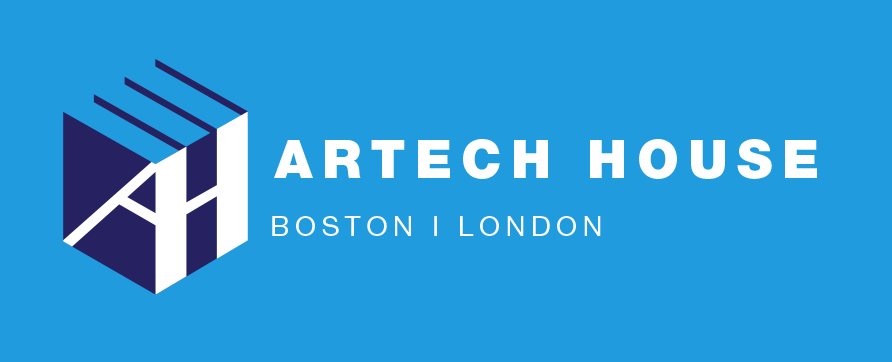 AH
ARTECH HOUSE
BOSTON | LONDON